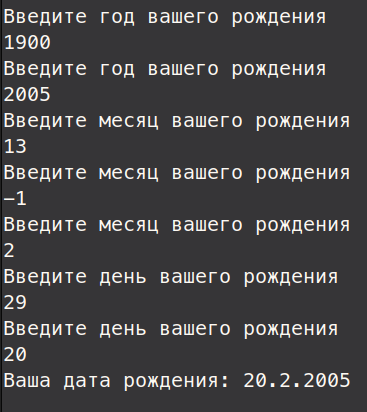 Введите год вашего рождения
1900
Введите год вашего рождения
2005
Введите месяц вашего рождения
13
Введите месяц вашего рождения
-1
Введите месяц вашего рождения
2
Введите день вашего рождения
29
Введите день вашего рождения
20
Ваша дата рождения: 20.2.2005